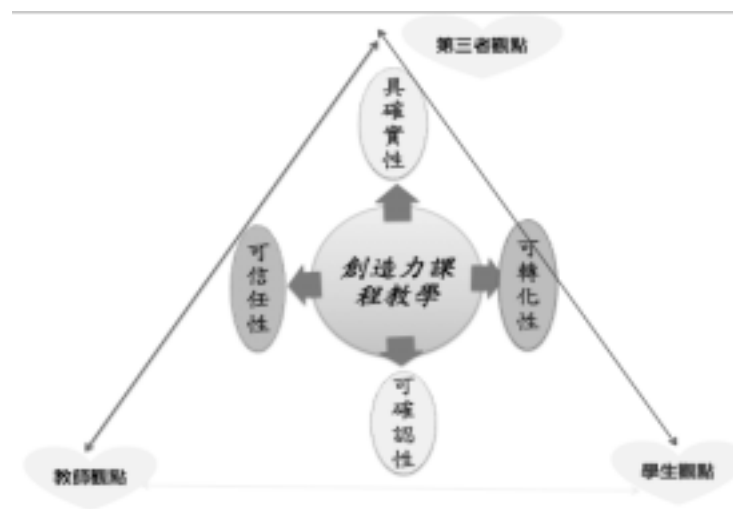 第三者觀點
具確實性
可信任性
創造力課
程教學
可轉化性
可確認性
教師觀點
學生觀點